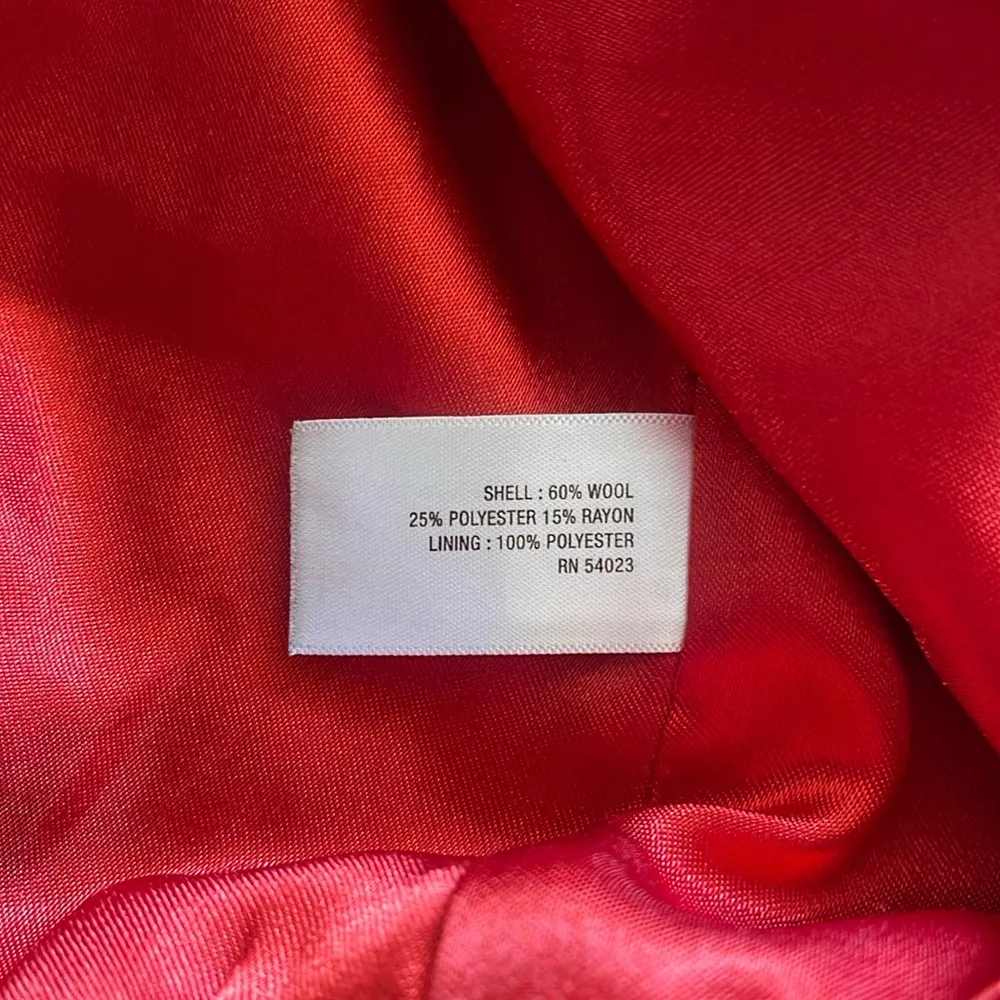 SHELL : 60% WOOL
25% POLYESTER 15% RAYON
LINING : 100% POLYESTER
RN 54023